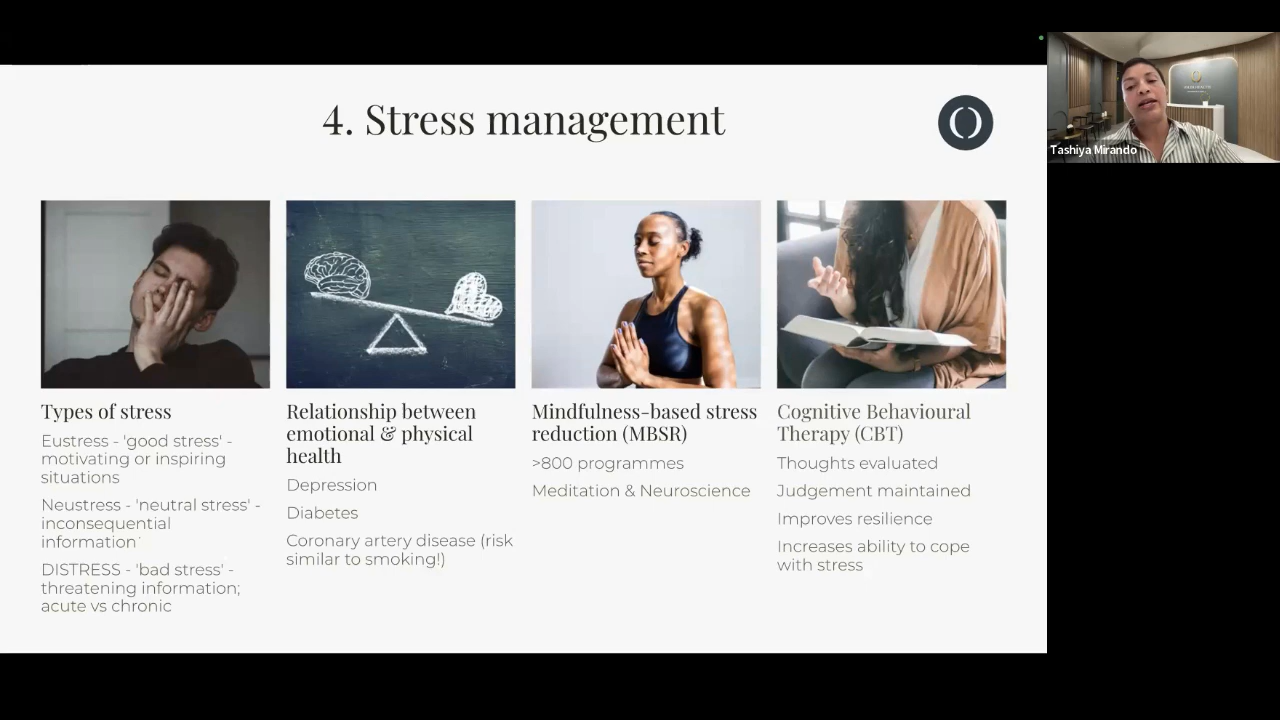 4. Stress management
Tashiya Mirando
Types of stress
Eustress - 'good stress' -
motivating or inspiring
situations
Neustress - 'neutral stress' -
inconsequential
information
DISTRESS - 'bad stress' -
threatening information;
acute vs chronic
Relationship between
emotional & physical
health
Depression
Diabetes
Coronary artery disease (risk
similar to smoking!)
Mindfulness-based stress
reduction (MBSR)
>800 programmes
Meditation & Neuroscience
Cognitive Behavioural
Therapy (CBT)
Thoughts evaluated
Judgement maintained
Improves resilience
Increases ability to cope
with stress